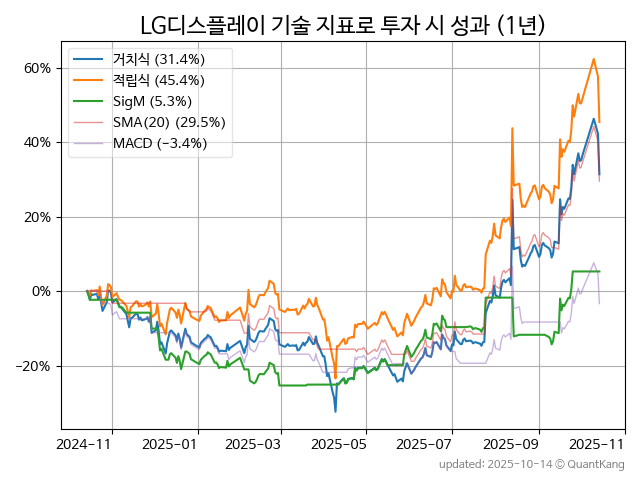 LG디스플레이 기술 지표로 투자 시 성과 (1년)
거치식 (31.4%)
적립식 (45.4%)
SigM (5.3%)
SMA(20) (29.5%)
MACD (−3.4%)
60%
40%
20%
0%
−20%
2024-11 2025-01 2025-03 2025-05 2025-07 2025-09 2025-11
updated: 2025-10-14 © QuantKang